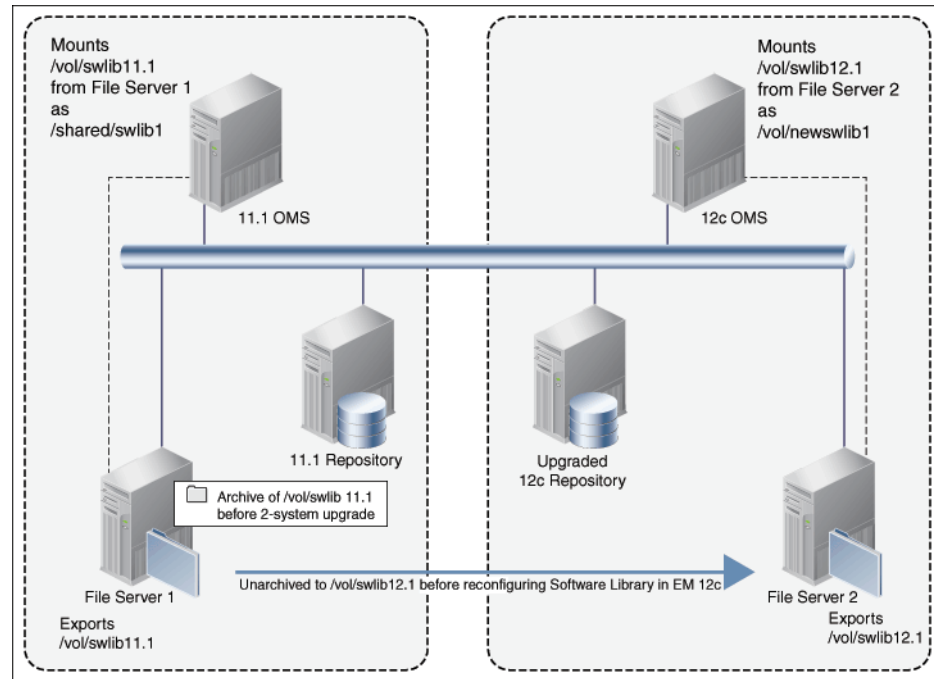 Mounts
/vol/swlib11.1
from File Server 1
as
/shared/swlib1
11.1 OMS
Mounts
/vol/swlib12.1
from File Server 2
as
/vol/newswlib1
12c OMS
11.1 Repository
Upgraded
12c Repository
Archive of /vol/swlib 11.1
before 2-system upgrade
Unarchived to /vol/swlib12.1 before reconfiguring Software Library in EM 12c
File Server 1
Exports
/vol/swlib11.1
File Server 2
Exports
/vol/swlib12.1